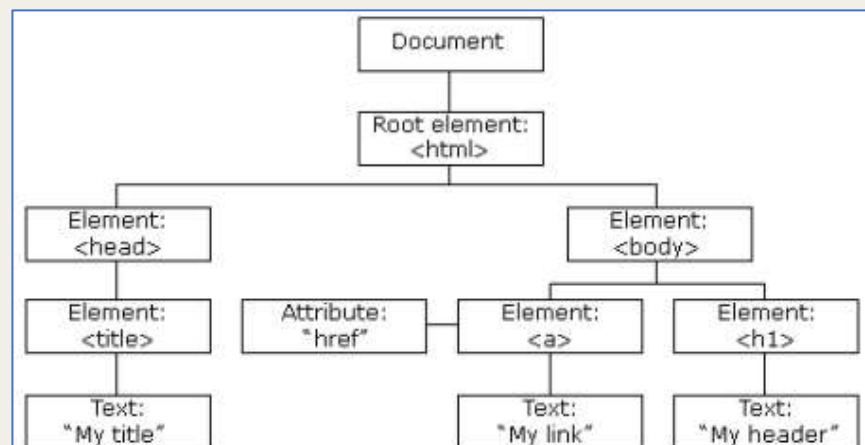 Document
Root element:
<html>
Element:
<head>
Element:
<body>
Element:
<title>
Attribute:
"href"
Element:
<a>
Element:
<h1>
Text:
"My title"
Text:
"My link"
Text:
"My header"